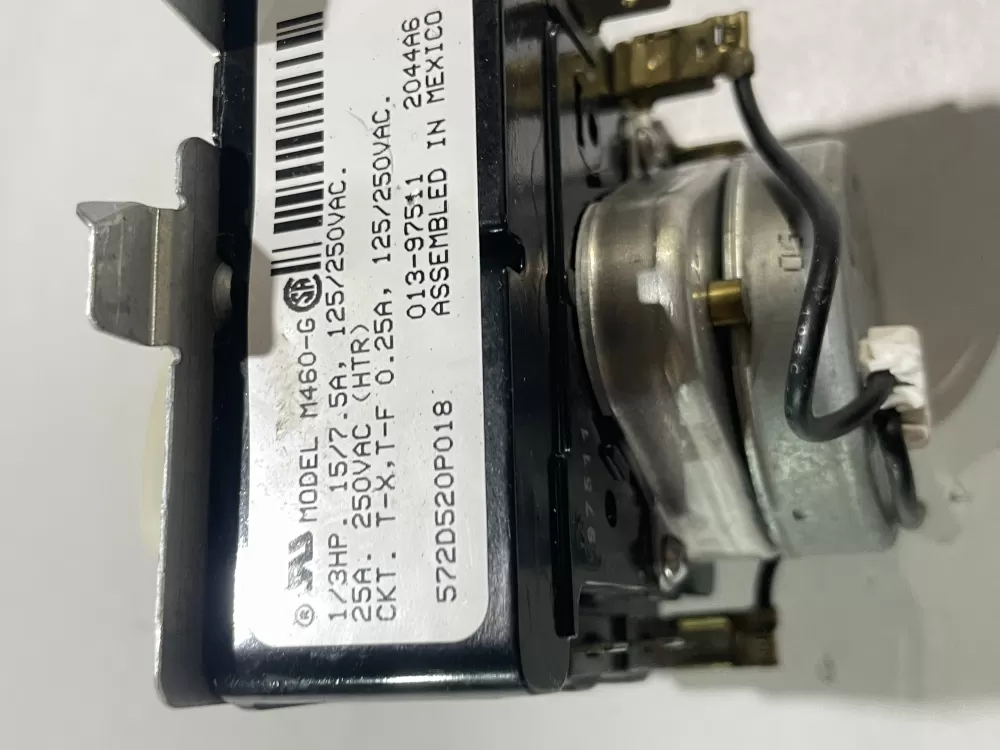 ® MODEL M460-G
1/3HP. 15/7.5A, 125/250VAC.
25A. 250VAC (HTR)
CKT. T-X,T-F 0.25A, 125/250VAC.
013-97511 2044A6
572D520P018 ASSEMBLED IN MEXICO